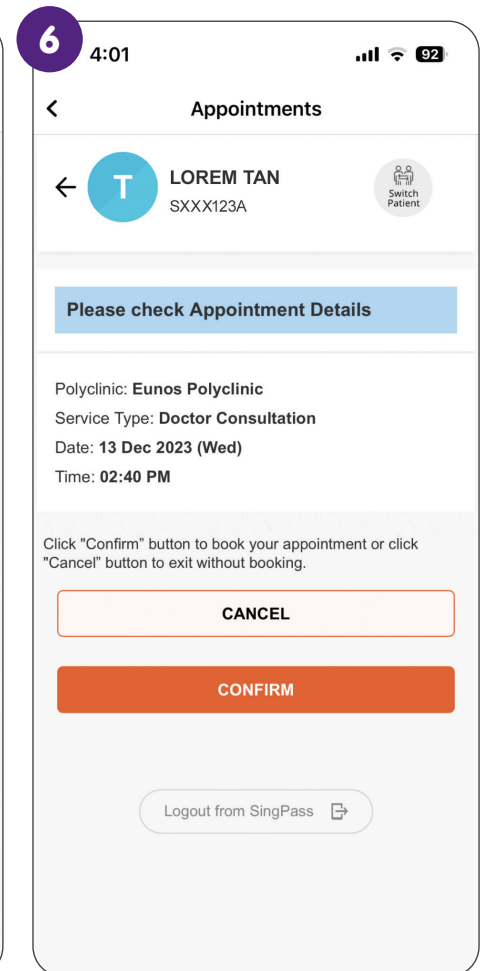 6
4:01
92
Appointments
T
LOREM TAN
SXXX123A
Switch
Patient
Please check Appointment Details
Polyclinic: Eunos Polyclinic
Service Type: Doctor Consultation
Date: 13 Dec 2023 (Wed)
Time: 02:40 PM
Click "Confirm" button to book your appointment or click
"Cancel" button to exit without booking.
CANCEL
CONFIRM
Logout from SingPass